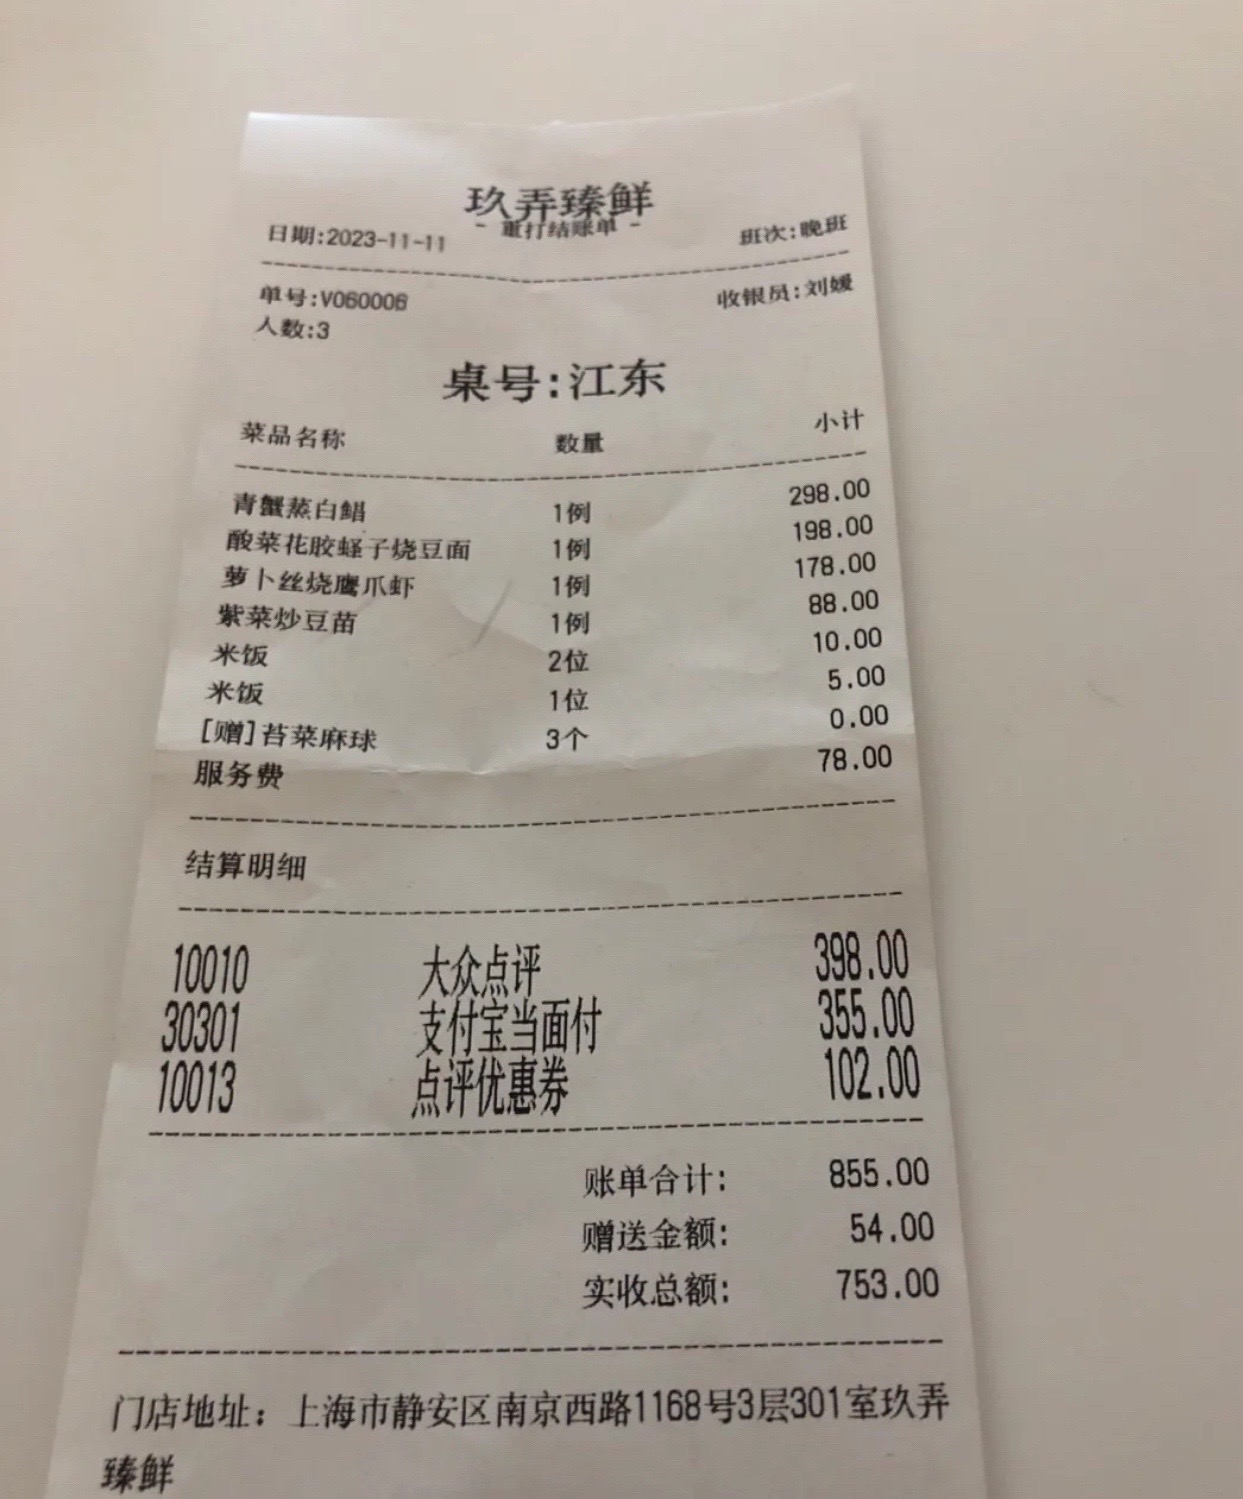 玖弄臻鲜
- 重打结账单 -
日期:2023-11-11 班次:晚班
单号:V060006 收银员:刘媛
人数:3
桌号:江东
菜品名称 数量 小计
青蟹蒸白鲳 1例 298.00
酸菜花胶蛏子烧豆面 1例 198.00
萝卜丝烧鹰爪虾 1例 178.00
紫菜炒豆苗 1例 88.00
米饭 2位 10.00
米饭 1位 5.00
[赠]苔菜麻球 3个 0.00
服务费 78.00
结算明细
10010 大众点评 398.00
30301 支付宝当面付 355.00
10013 点评优惠券 102.00
账单合计: 855.00
赠送金额: 54.00
实收总额: 753.00
门店地址：上海市静安区南京西路1168号3层301室玖弄
臻鲜